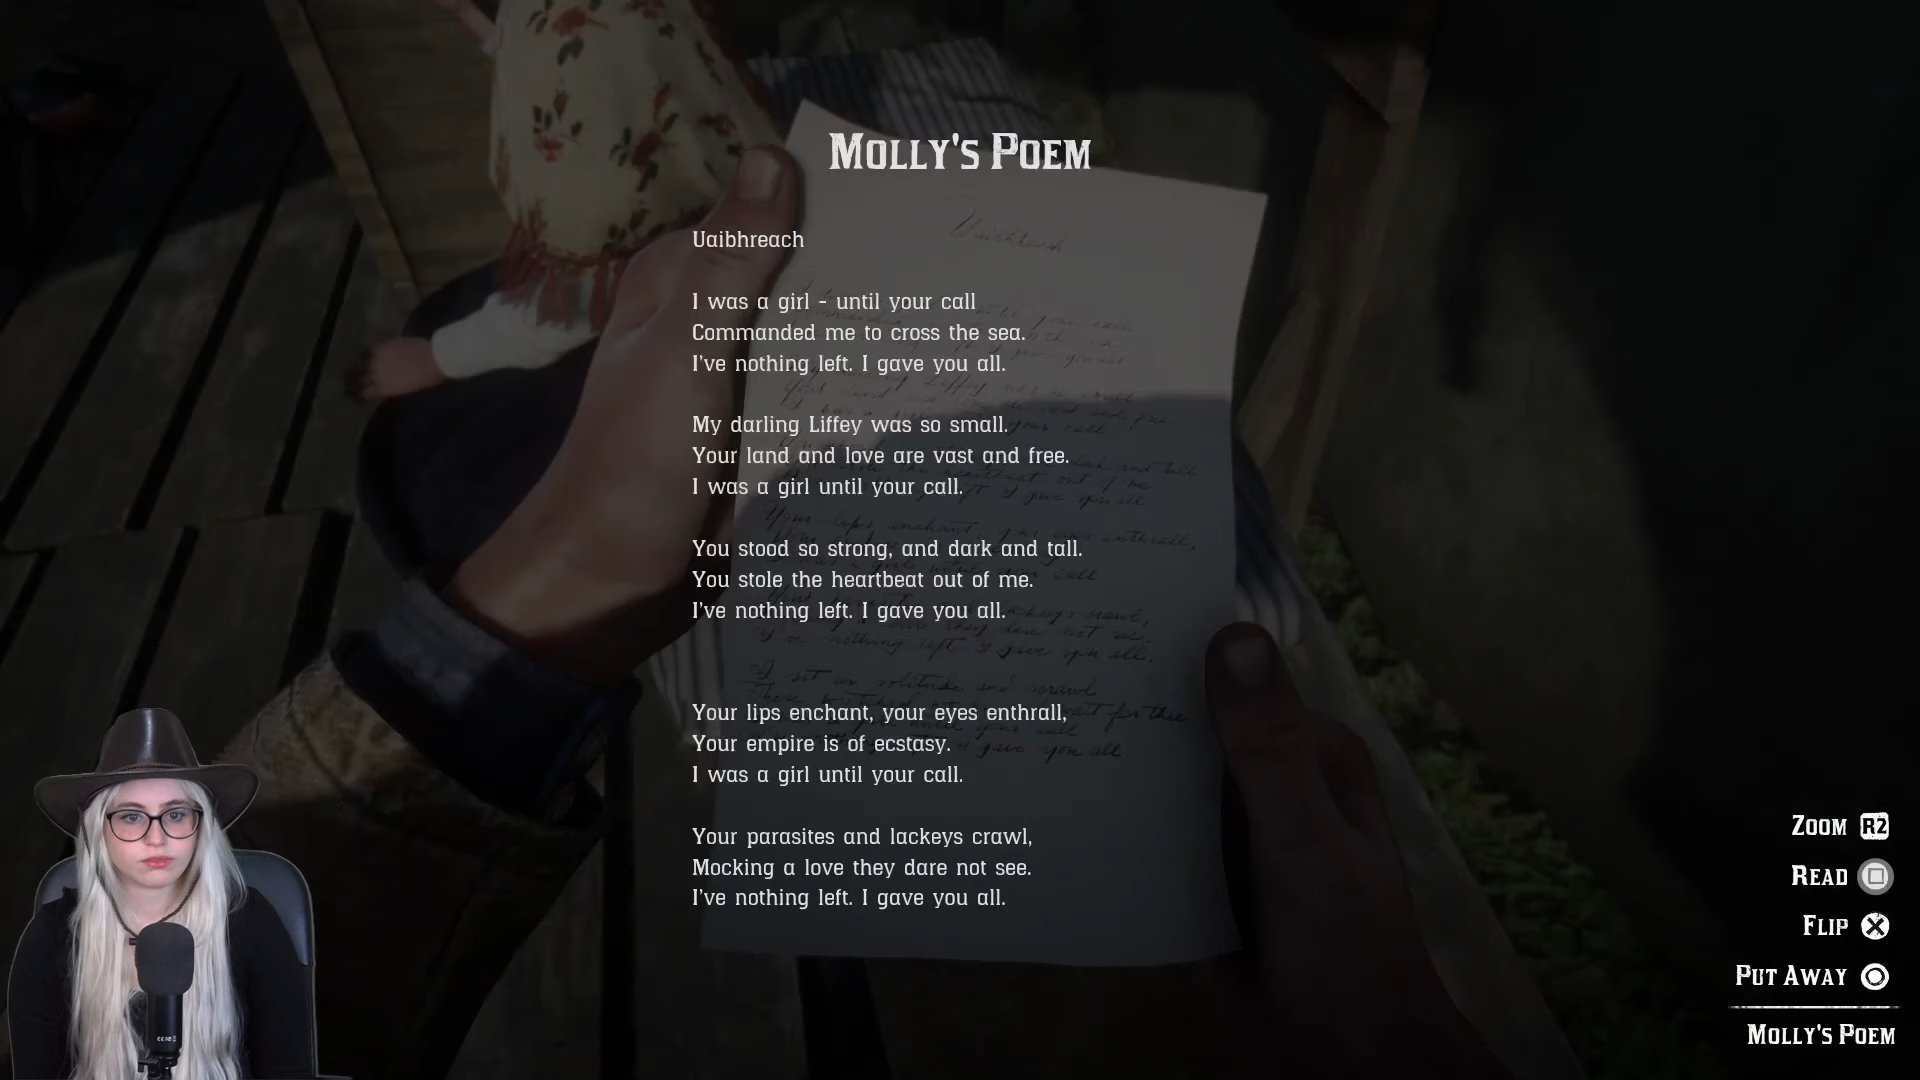 Molly's Poem
Uaibhreach
I was a girl - until your call
Commanded me to cross the sea.
I've nothing left. I gave you all.
My darling Liffey was so small.
Your land and love are vast and free.
I was a girl until your call.
You stood so strong, and dark and tall.
You stole the heartbeat out of me.
I've nothing left. I gave you all.
Your lips enchant, your eyes enthrall,
Your empire is of ecstasy.
I was a girl until your call.
Your parasites and lackeys crawl,
Mocking a love they dare not see.
I've nothing left. I gave you all.
Zoom R2
Read
Flip
Put Away
Molly's Poem